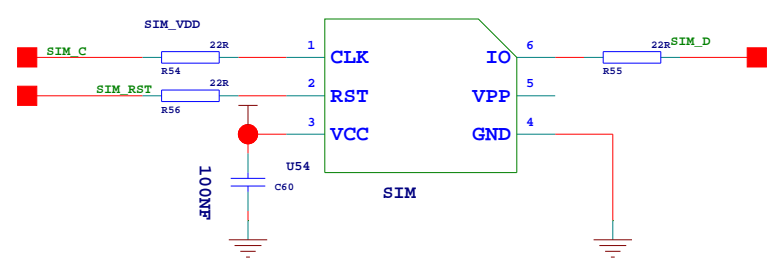 SIM_VDD
SIM_C
22R
R54
1
CLK
IO
6
22R
SIM_D
R55
SIM_RST
22R
R56
2
RST
VPP
5
3
VCC
GND
4
U54
100NF
C60
SIM